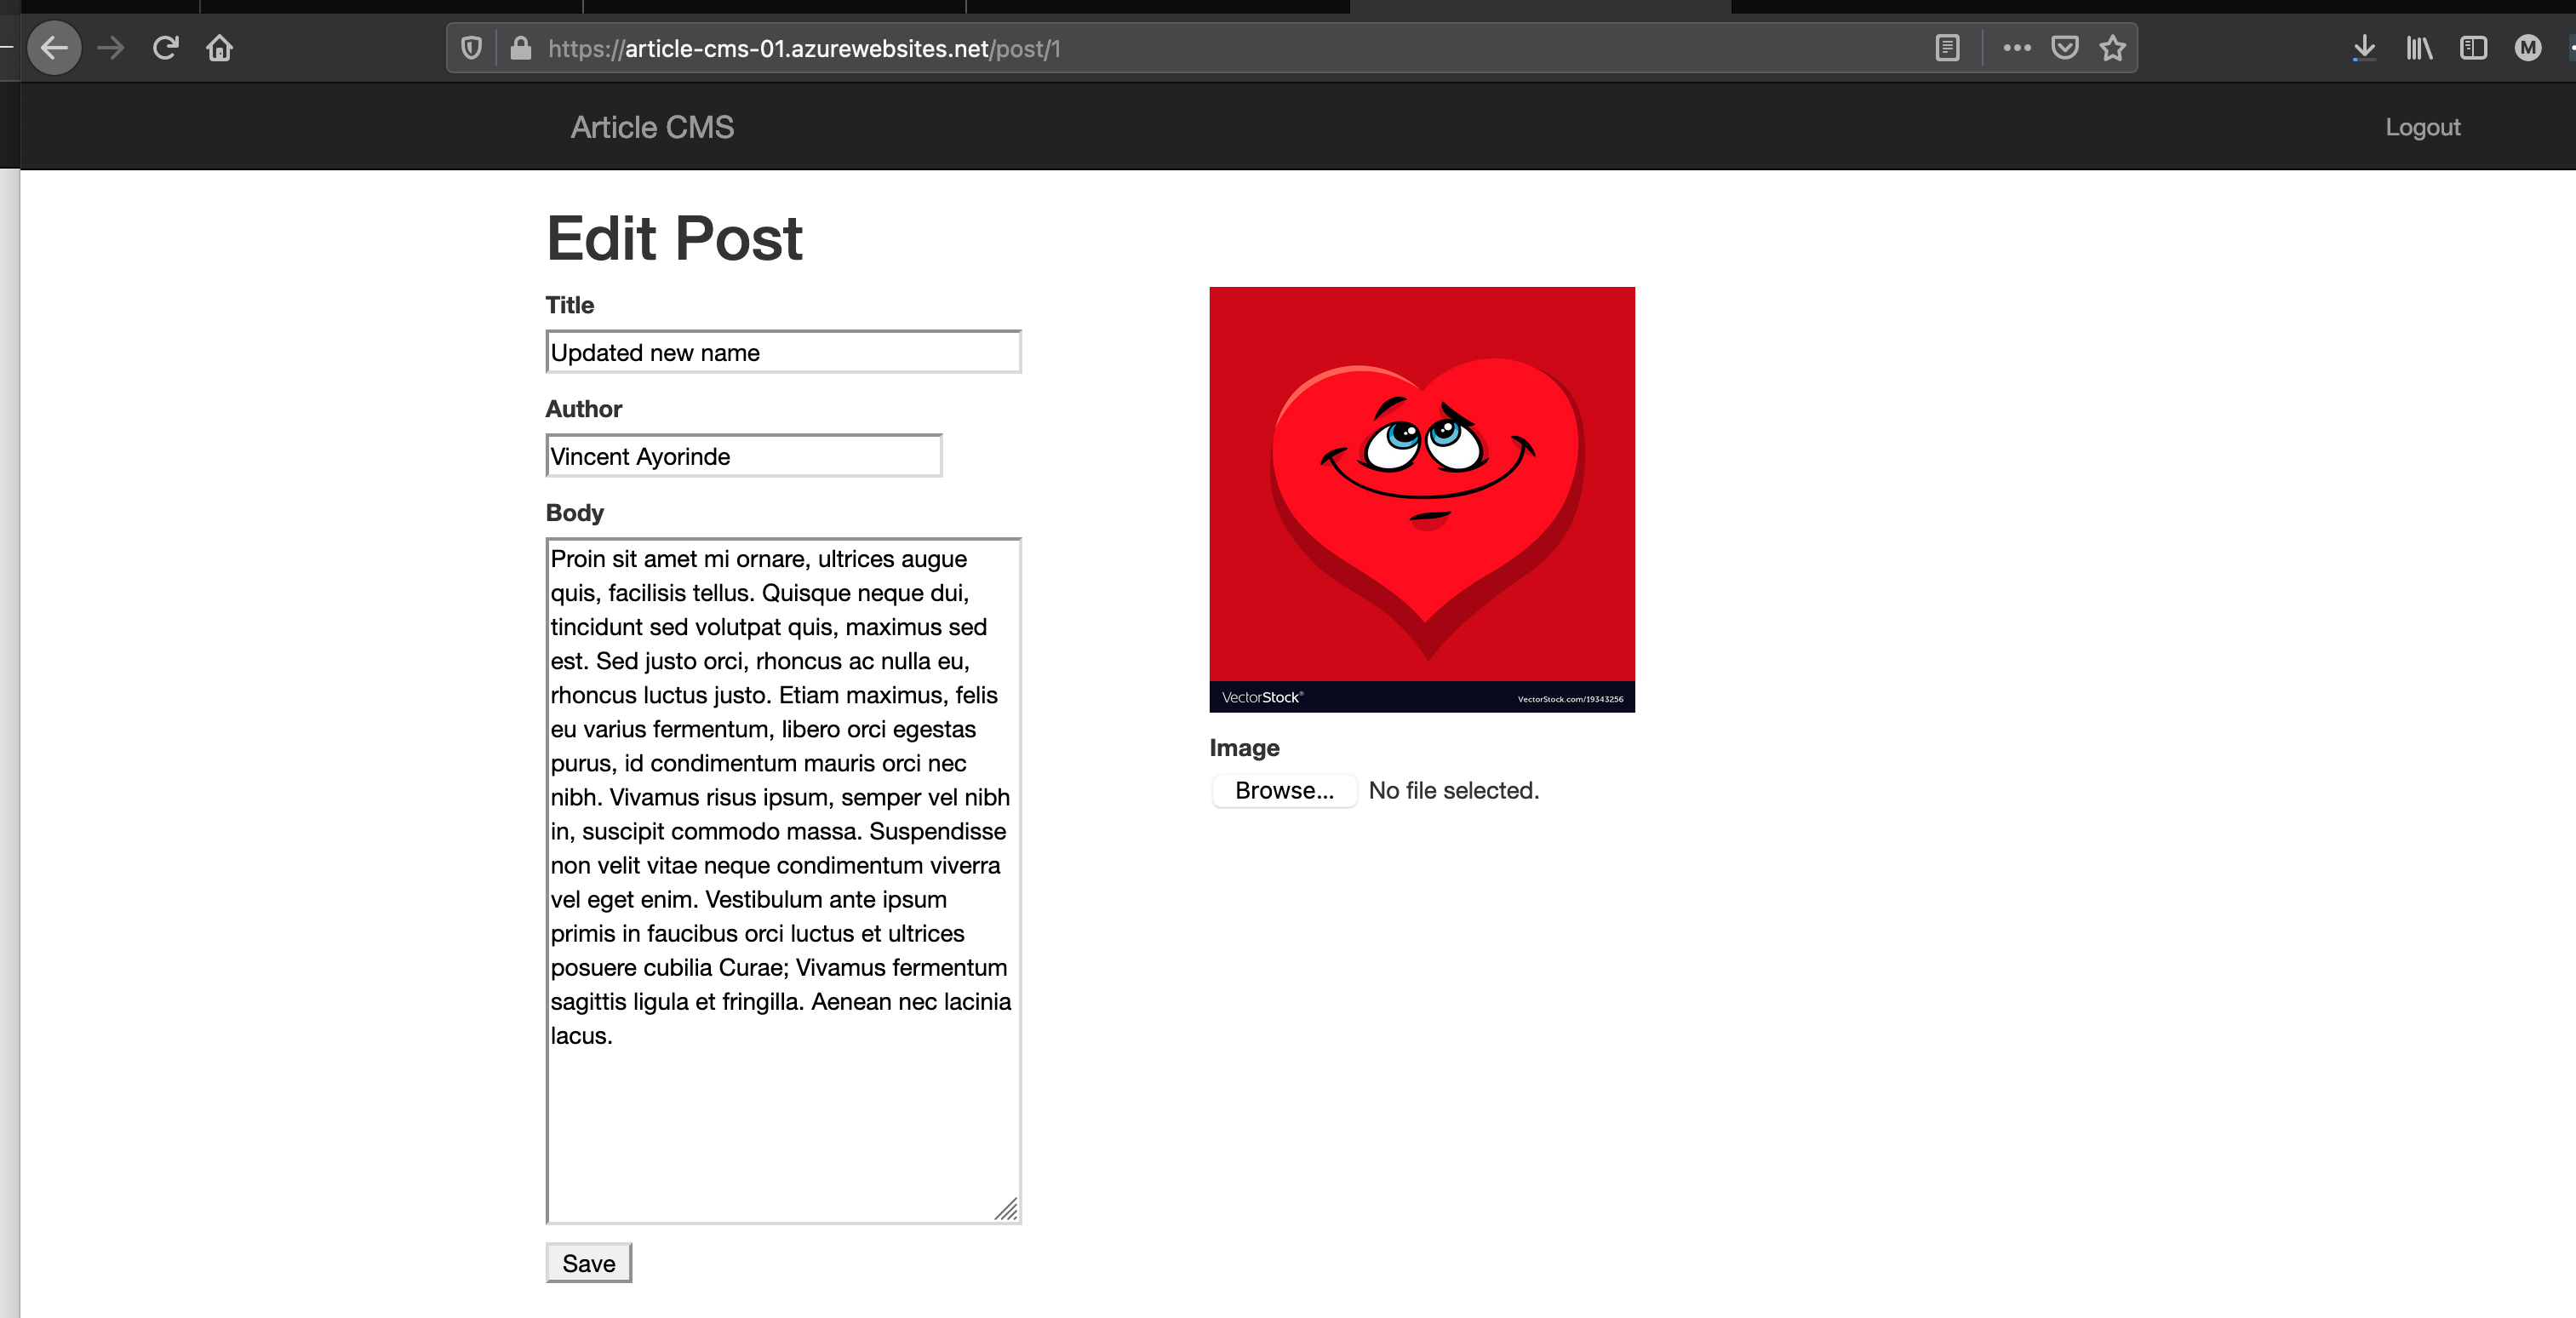 https://article-cms-01.azurewebsites.net/post/1
M
Article CMS
Logout
Edit Post
Title
Updated new name
Author
Vincent Ayorinde
Body
Proin sit amet mi ornare, ultrices augue
quis, facilisis tellus. Quisque neque dui,
tincidunt sed volutpat quis, maximus sed
est. Sed justo orci, rhoncus ac nulla eu,
rhoncus luctus justo. Etiam maximus, felis
eu varius fermentum, libero orci egestas
purus, id condimentum mauris orci nec
nibh. Vivamus risus ipsum, semper vel nibh
in, suscipit commodo massa. Suspendisse
non velit vitae neque condimentum viverra
vel eget enim. Vestibulum ante ipsum
primis in faucibus orci luctus et ultrices
posuere cubilia Curae; Vivamus fermentum
sagittis ligula et fringilla. Aenean nec lacinia
lacus.
Save
VectorStock®
VectorStock.com/19343256
Image
Browse... No file selected.